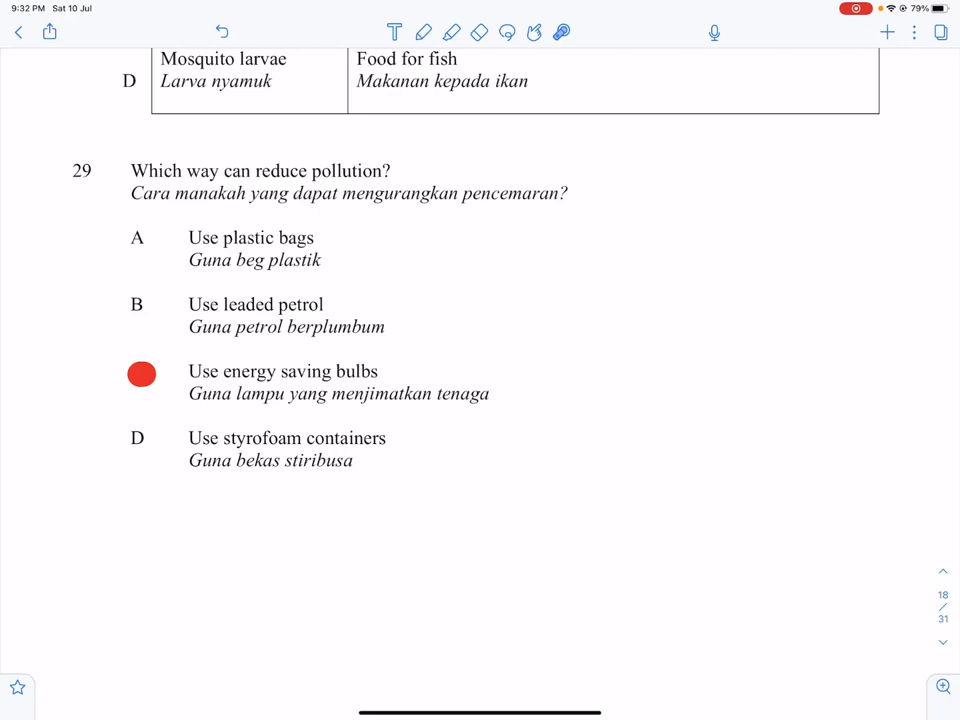 9:32 PM Sat 10 Jul
79%
Mosquito larvae Food for fish
D Larva nyamuk Makanan kepada ikan
29 Which way can reduce pollution?
Cara manakah yang dapat mengurangkan pencemaran?
A Use plastic bags
Guna beg plastik
B Use leaded petrol
Guna petrol berplumbum
Use energy saving bulbs
Guna lampu yang menjimatkan tenaga
D Use styrofoam containers
Guna bekas stiribusa
18
/
31